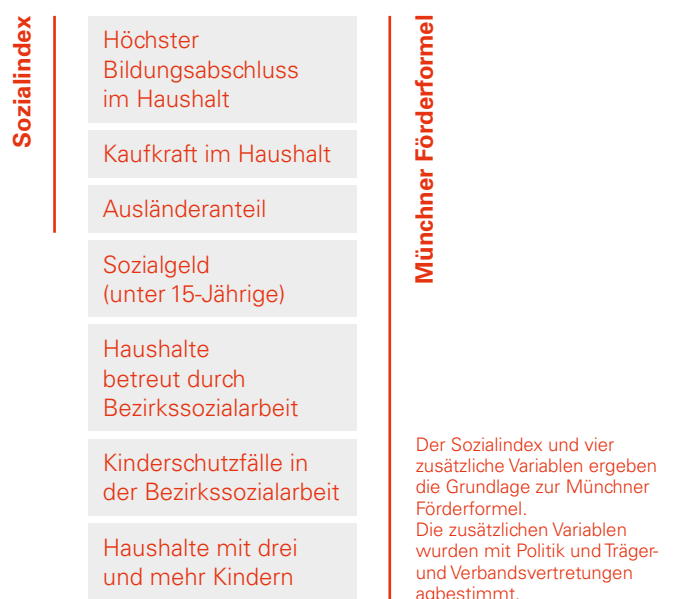 Sozialindex
Höchster
Bildungsabschluss
im Haushalt
Kaufkraft im Haushalt
Ausländeranteil
Sozialgeld
(unter 15-Jährige)
Haushalte
betreut durch
Bezirkssozialarbeit
Kinderschutzfälle in
der Bezirkssozialarbeit
Haushalte mit drei
und mehr Kindern
Münchner Förderformel
Der Sozialindex und vier
zusätzliche Variablen ergeben
die Grundlage zur Münchner
Förderformel.
Die zusätzlichen Variablen
wurden mit Politik und Träger-
und Verbandsvertretungen
agbestimmt.